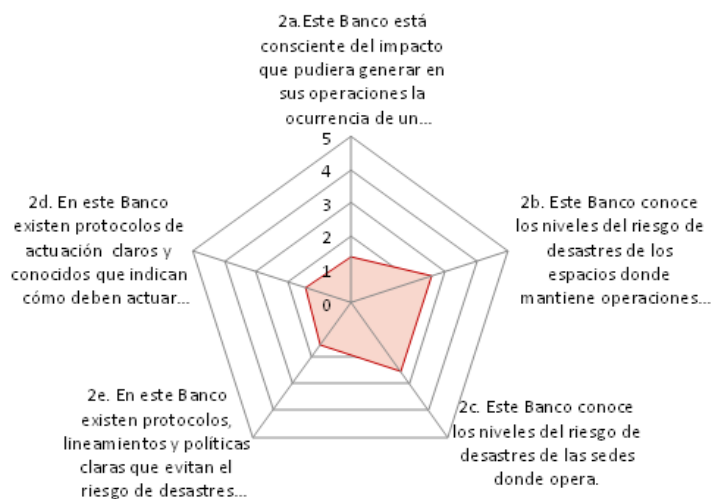 2a.Este Banco está
consciente del impacto
que pudiera generar en
sus operaciones la
ocurrencia de un...
5
4
3
2
1
0
2b. Este Banco conoce
los niveles del riesgo de
desastres de los
espacios donde
mantiene operaciones...
2c. Este Banco conoce
los niveles del riesgo de
desastres de las sedes
donde opera.
2e. En este Banco
existen protocolos,
lineamientos y políticas
claras que evitan el
riesgo de desastres...
2d. En este Banco
existen protocolos de
actuación claros y
conocidos que indican
cómo deben actuar...